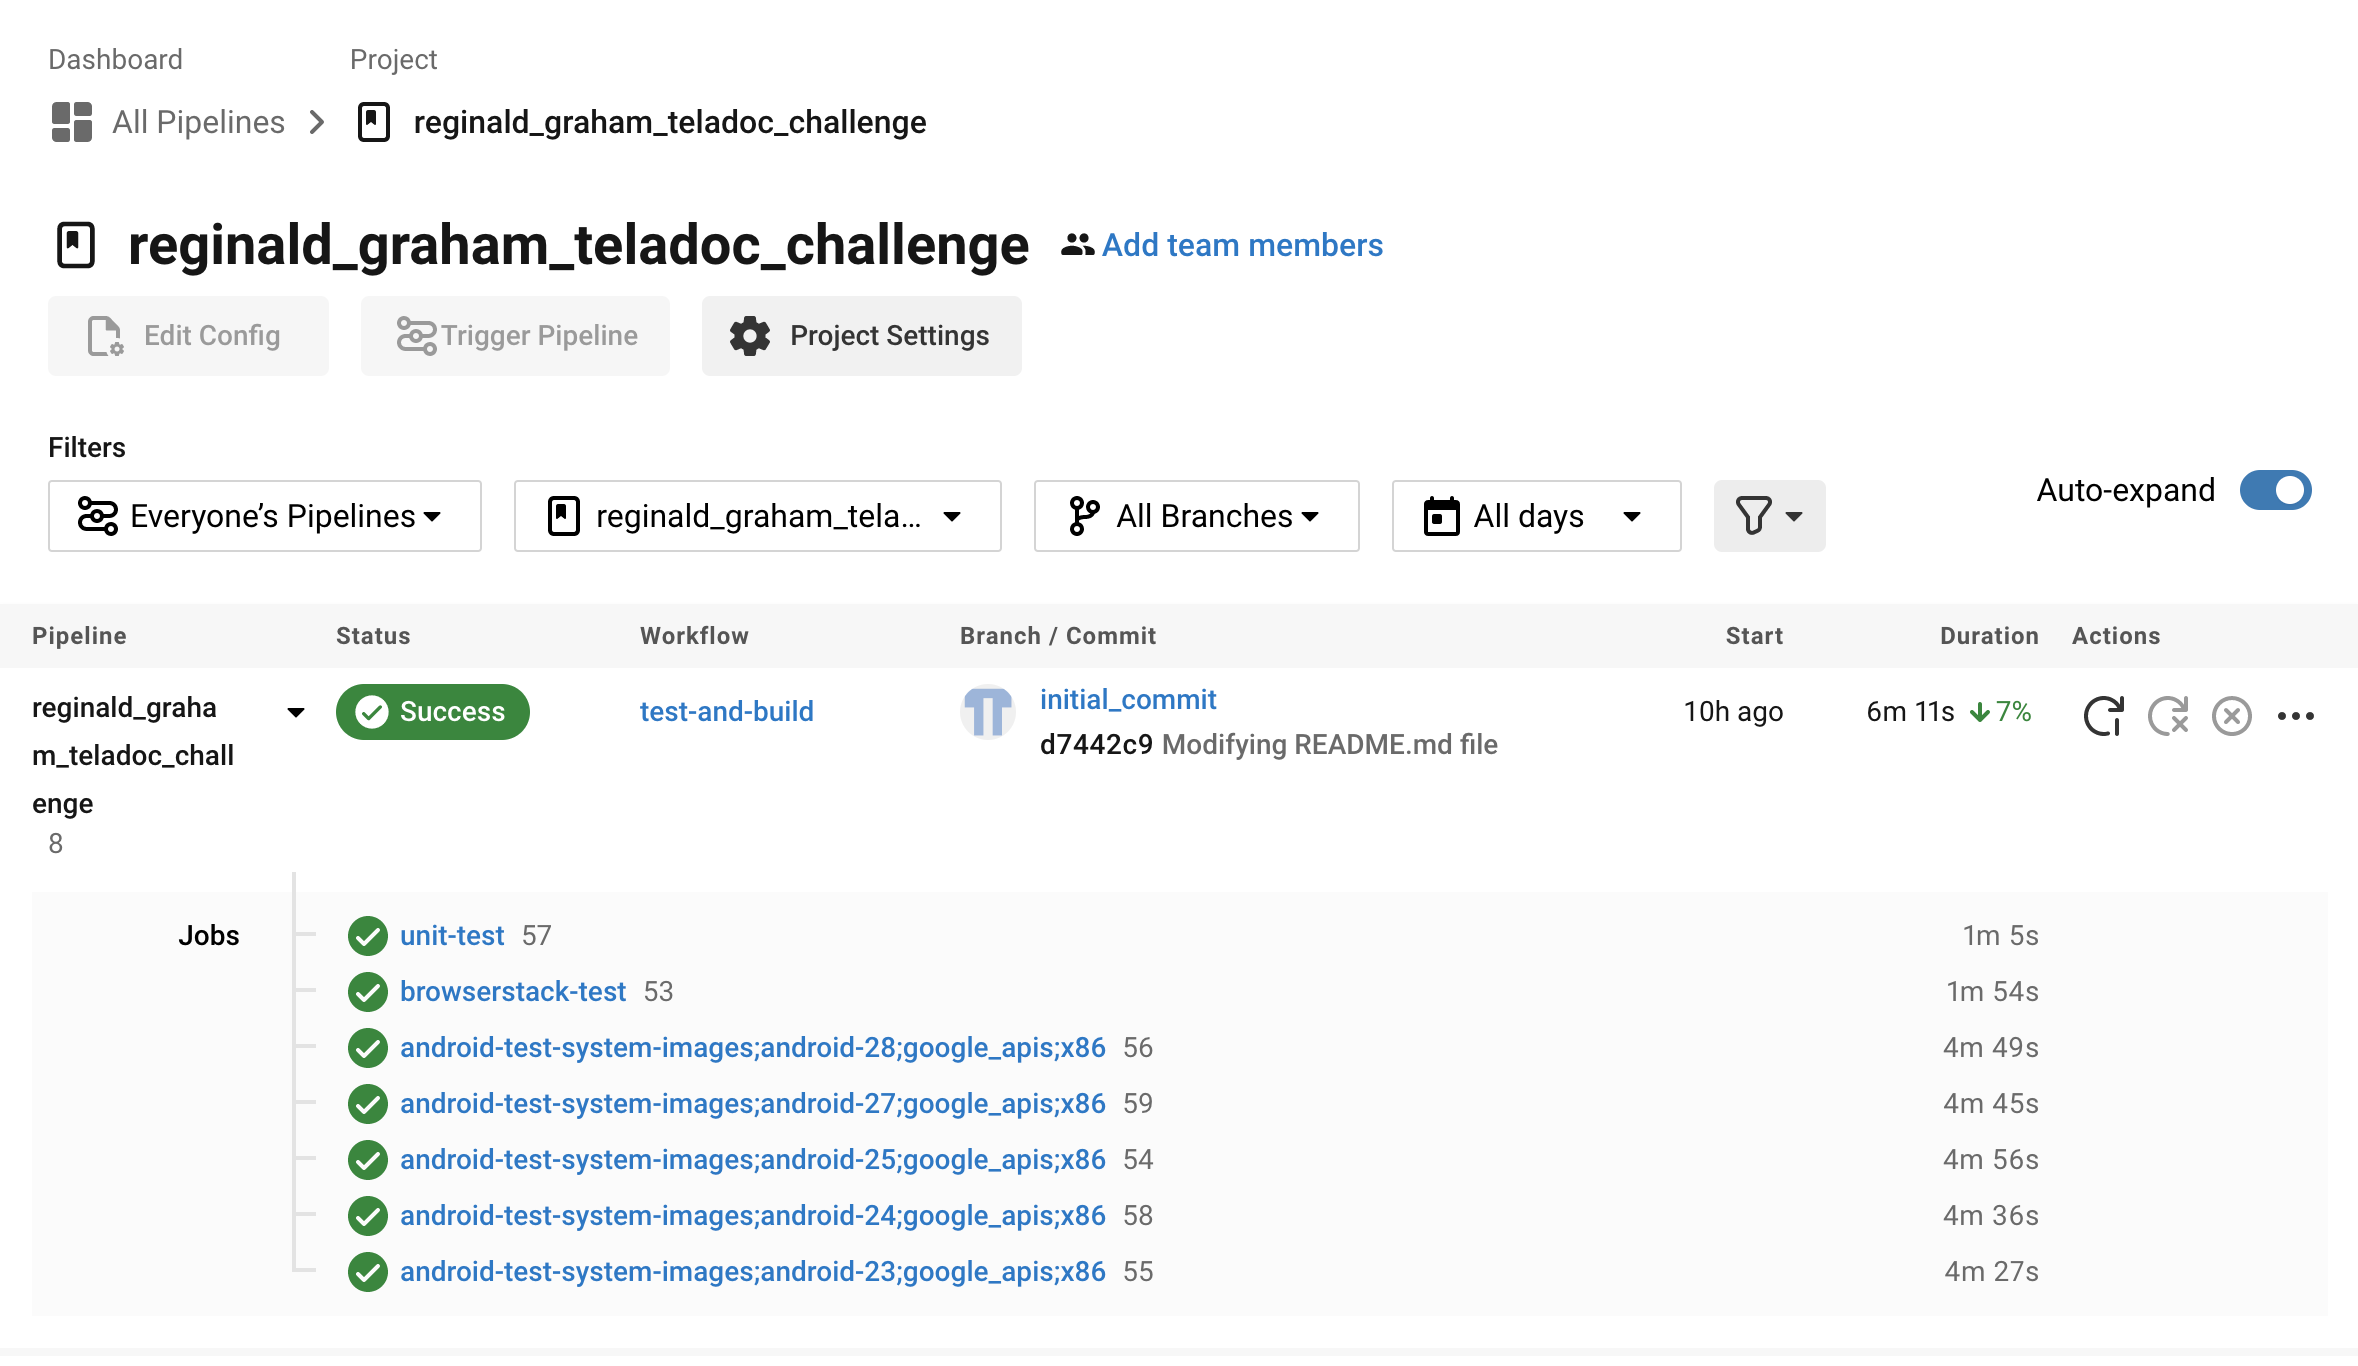 Dashboard Project
All Pipelines reginald_graham_teladoc_challenge
reginald_graham_teladoc_challenge Add team members
Edit Config Trigger Pipeline Project Settings
Filters
Everyone’s Pipelines reginald_graham_tela... All Branches All days Auto-expand
Pipeline Status Workflow Branch / Commit Start Duration Actions
reginald_graha Success test-and-build initial_commit 10h ago 6m 11s 7%
m_teladoc_chall d7442c9 Modifying README.md file
enge
8
Jobs unit-test 57 1m 5s
browserstack-test 53 1m 54s
android-test-system-images;android-28;google_apis;x86 56 4m 49s
android-test-system-images;android-27;google_apis;x86 59 4m 45s
android-test-system-images;android-25;google_apis;x86 54 4m 56s
android-test-system-images;android-24;google_apis;x86 58 4m 36s
android-test-system-images;android-23;google_apis;x86 55 4m 27s